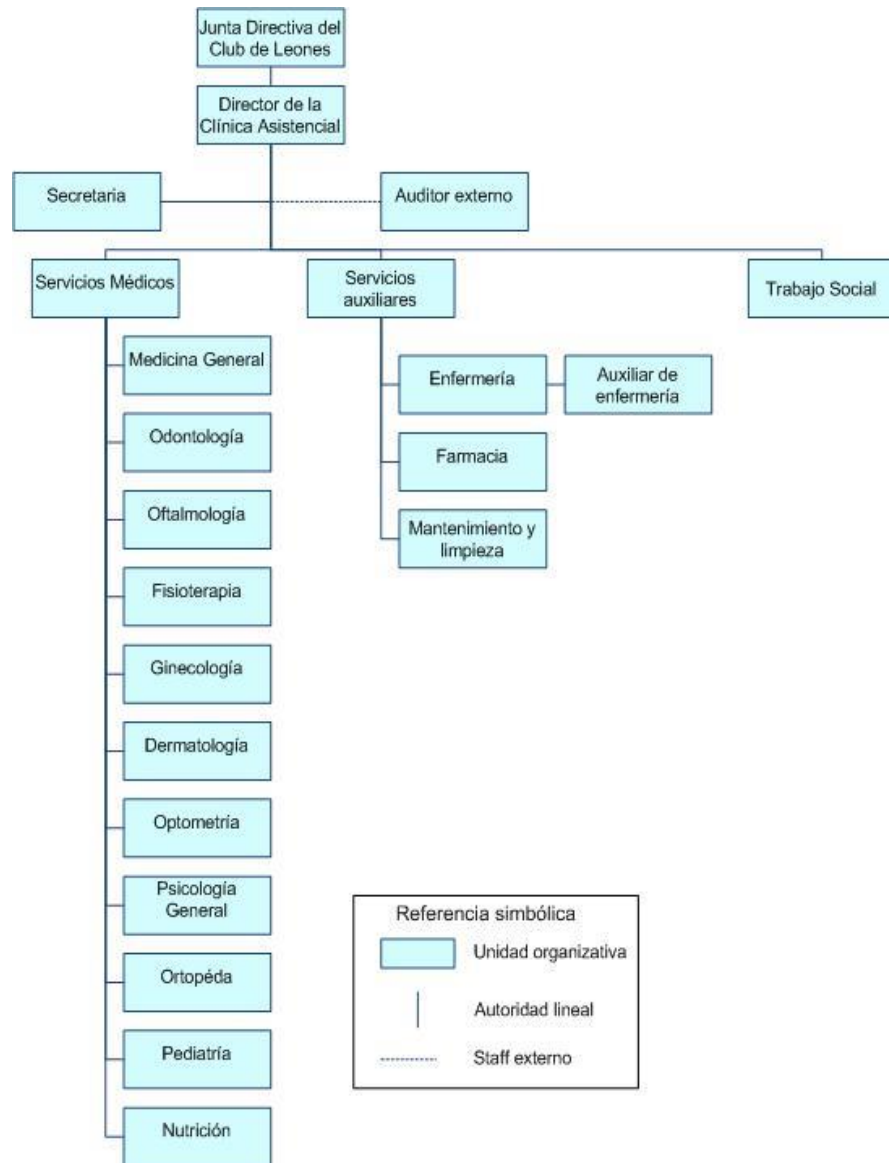 Junta Directiva del
Club de Leones
Director de la
Clínica Asistencial
Secretaria
Auditor externo
Servicios Médicos
Servicios
auxiliares
Trabajo Social
Medicina General
Odontología
Oftalmología
Fisioterapia
Ginecología
Dermatología
Optometría
Psicología
General
Ortopéda
Pediatría
Nutrición
Enfermería
Auxiliar de
enfermería
Farmacia
Mantenimiento y
limpieza
Referencia simbólica
Unidad organizativa
Autoridad lineal
Staff externo